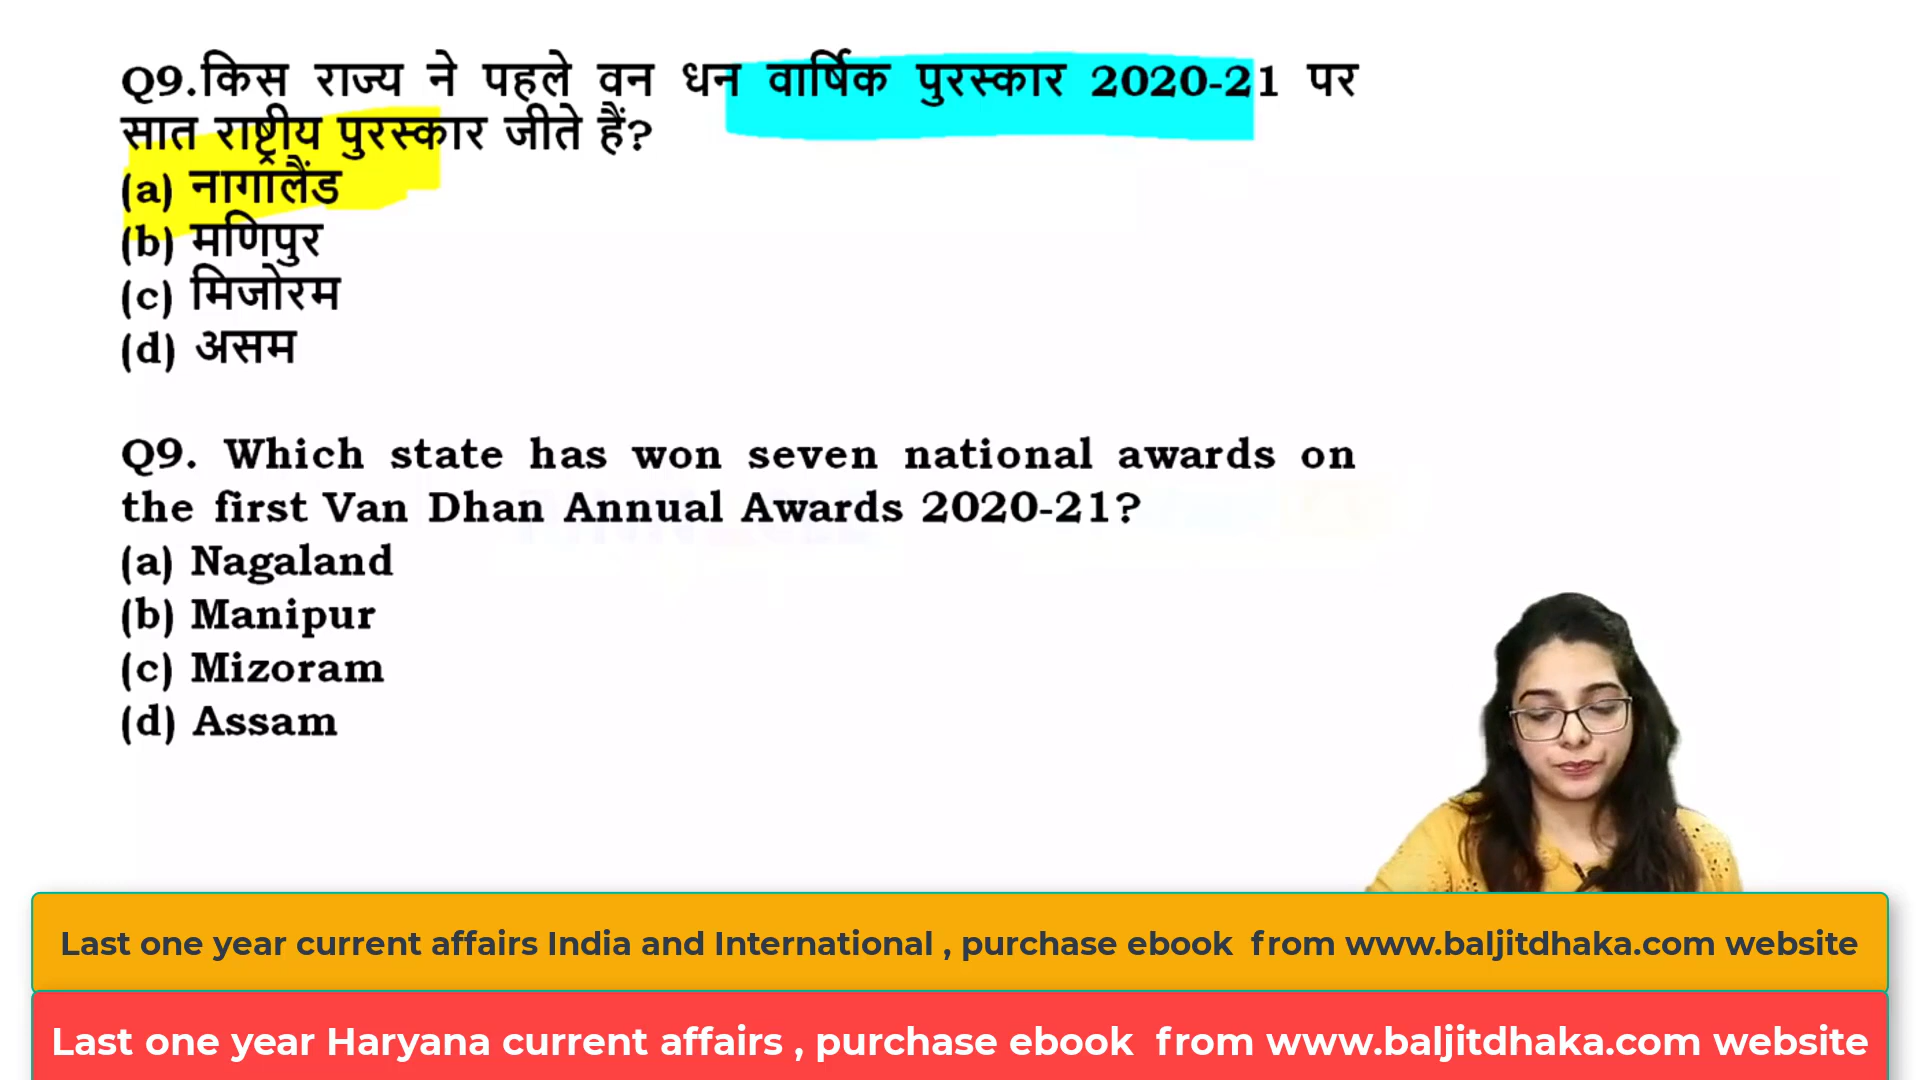 Q9.किस राज्य ने पहले वन धन वार्षिक पुरस्कार 2020-21 पर
सात राष्ट्रीय पुरस्कार जीते हैं?
(a) नागालैंड
(b) मणिपुर
(c) मिजोरम
(d) असम
Q9. Which state has won seven national awards on
the first Van Dhan Annual Awards 2020-21?
(a) Nagaland
(b) Manipur
(c) Mizoram
(d) Assam
Last one year current affairs India and International , purchase ebook from www.baljitdhaka.com website
Last one year Haryana current affairs , purchase ebook from www.baljitdhaka.com website